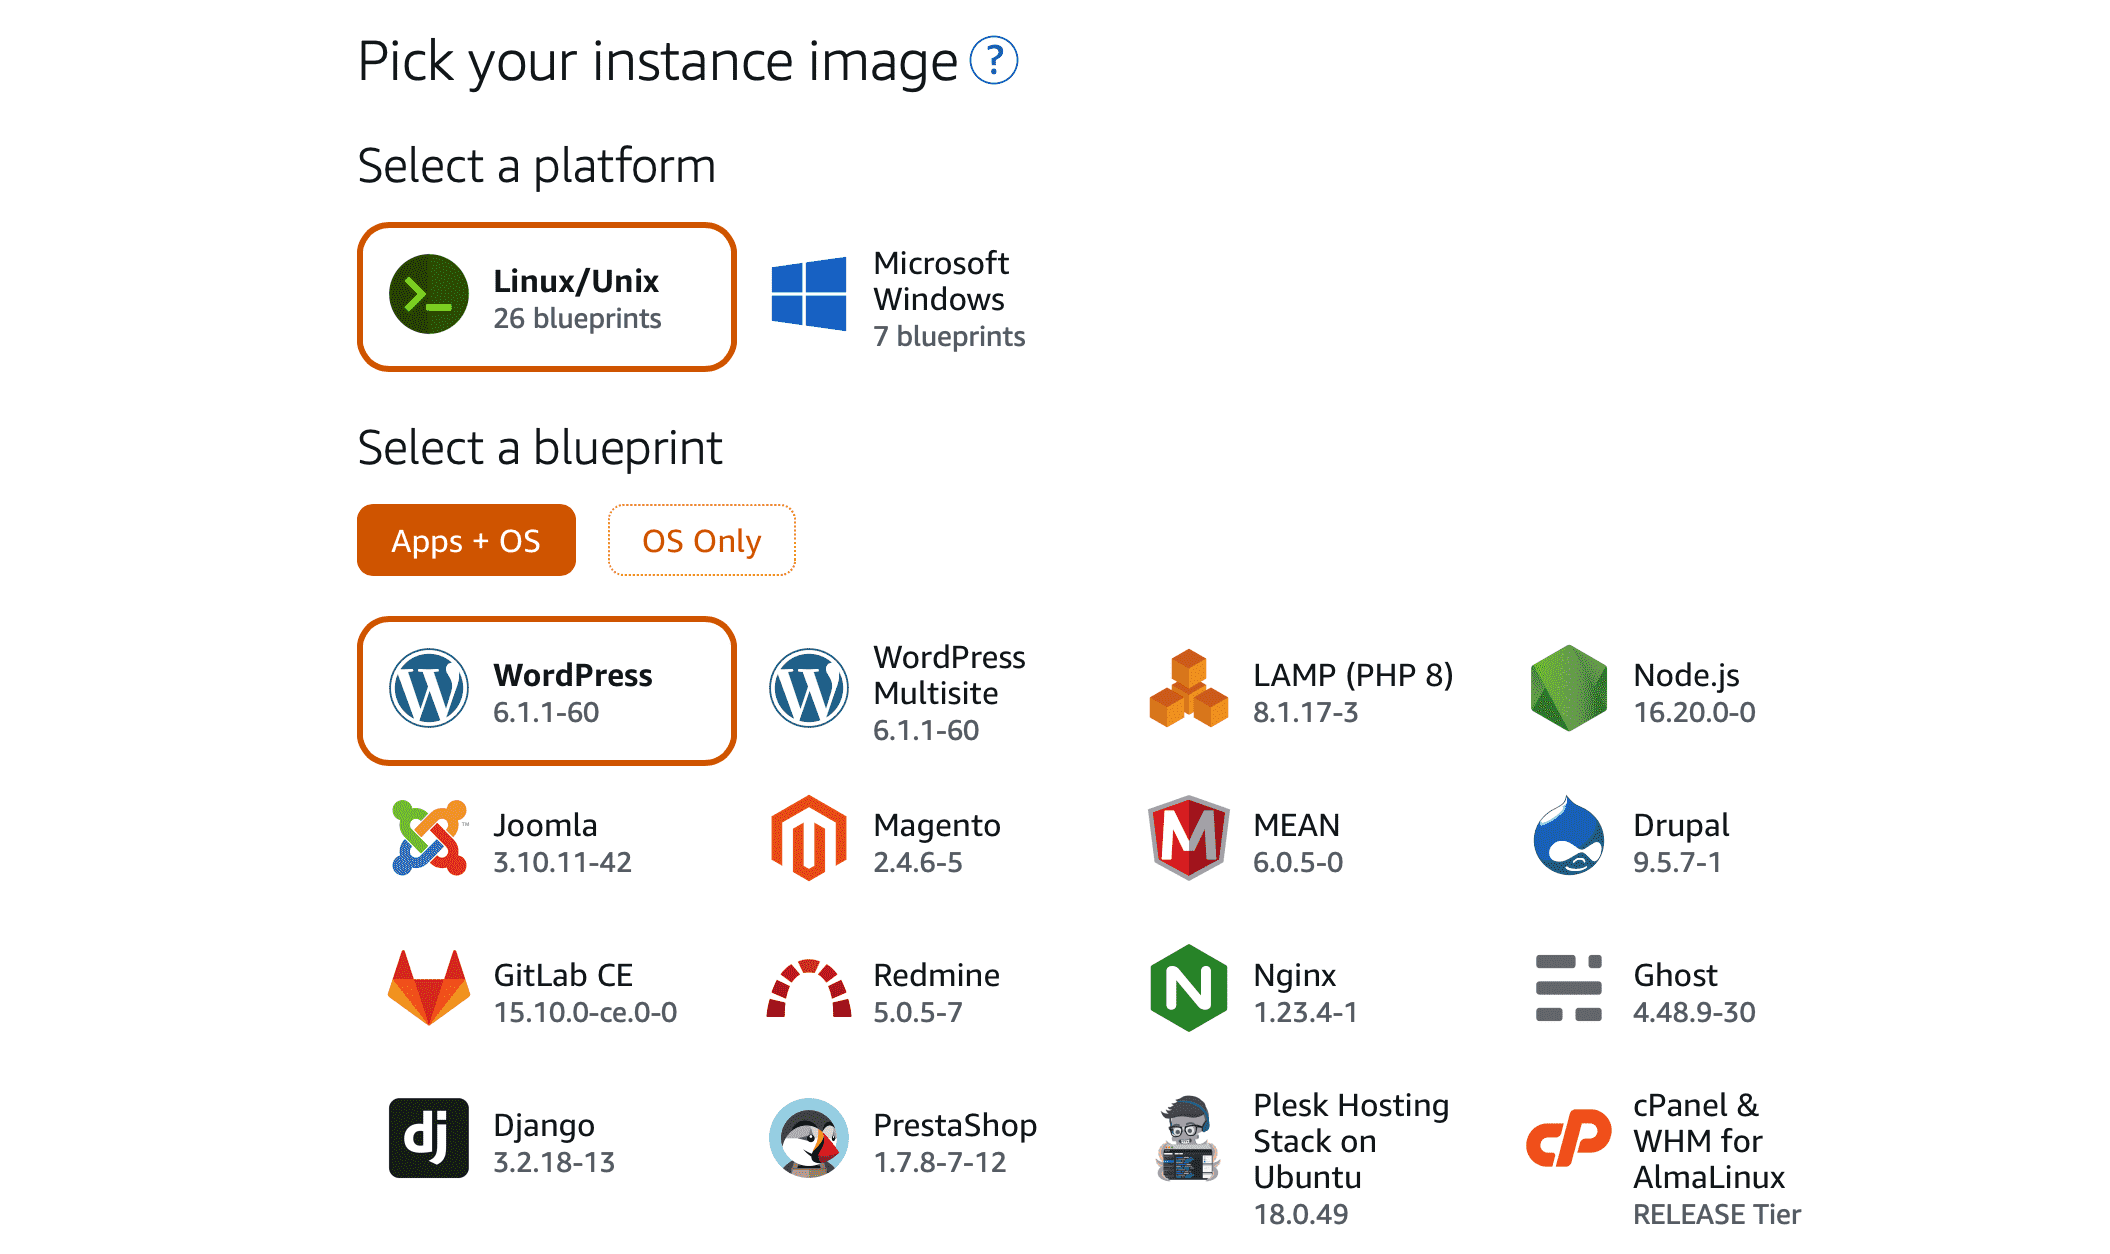 Pick your instance image ?
Select a platform
Linux/Unix
26 blueprints
Microsoft
Windows
7 blueprints
Select a blueprint
Apps + OS
OS Only
WordPress
6.1.1-60
WordPress
Multisite
6.1.1-60
LAMP (PHP 8)
8.1.17-3
Node.js
16.20.0-0
Joomla
3.10.11-42
Magento
2.4.6-5
MEAN
6.0.5-0
Drupal
9.5.7-1
GitLab CE
15.10.0-ce.0-0
Redmine
5.0.5-7
Nginx
1.23.4-1
Ghost
4.48.9-30
dj
Django
3.2.18-13
PrestaShop
1.7.8-7-12
Plesk Hosting
Stack on
Ubuntu
18.0.49
cP
cPanel &
WHM for
AlmaLinux
RELEASE Tier